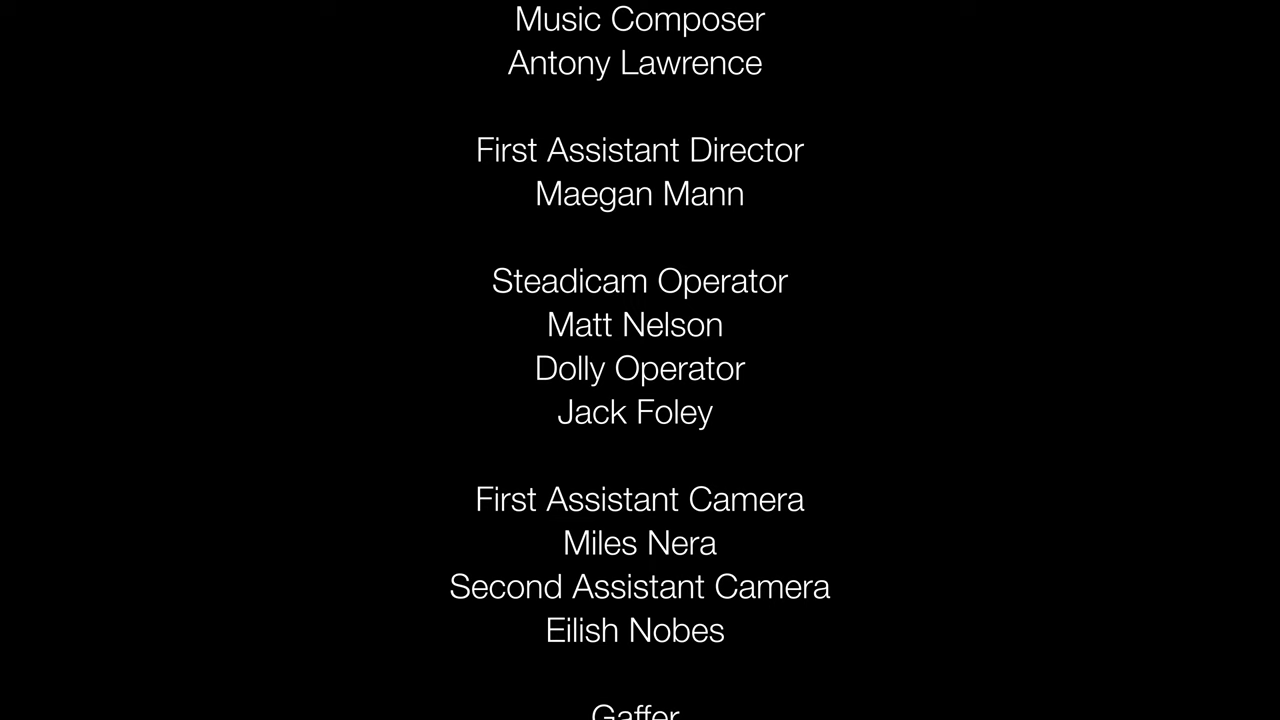 Music Composer
Antony Lawrence
First Assistant Director
Maegan Mann
Steadicam Operator
Matt Nelson
Dolly Operator
Jack Foley
First Assistant Camera
Miles Nera
Second Assistant Camera
Eilish Nobes
Gaffer